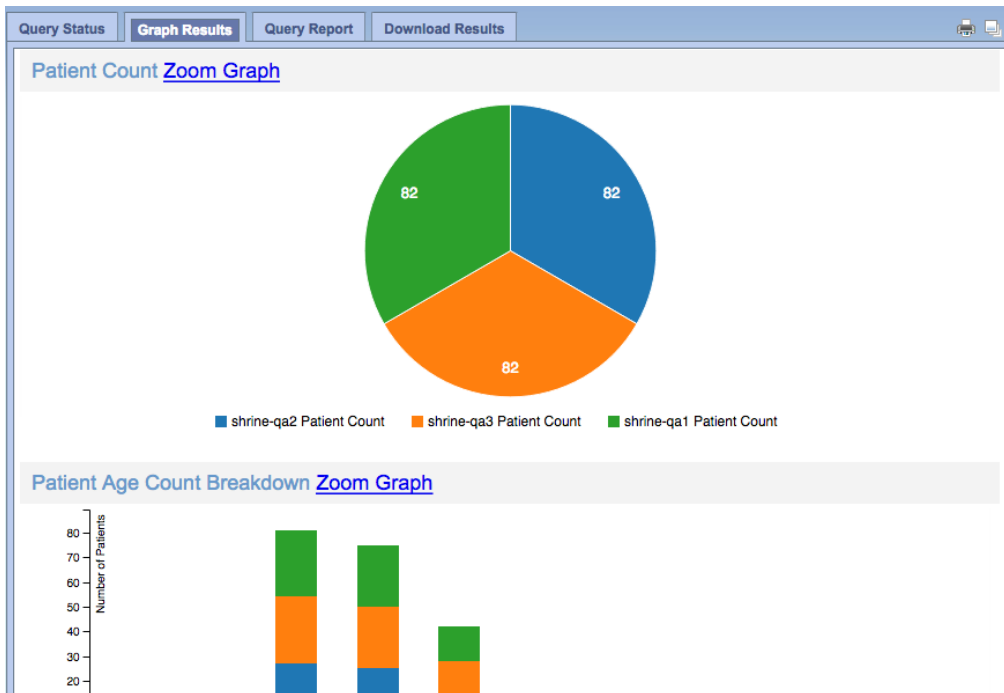 Query Status Graph Results Query Report Download Results
Patient Count Zoom Graph
82 82
82
shrine-qa2 Patient Count shrine-qa3 Patient Count shrine-qa1 Patient Count
Patient Age Count Breakdown Zoom Graph
Number of Patients
80
70
60
50
40
30
20